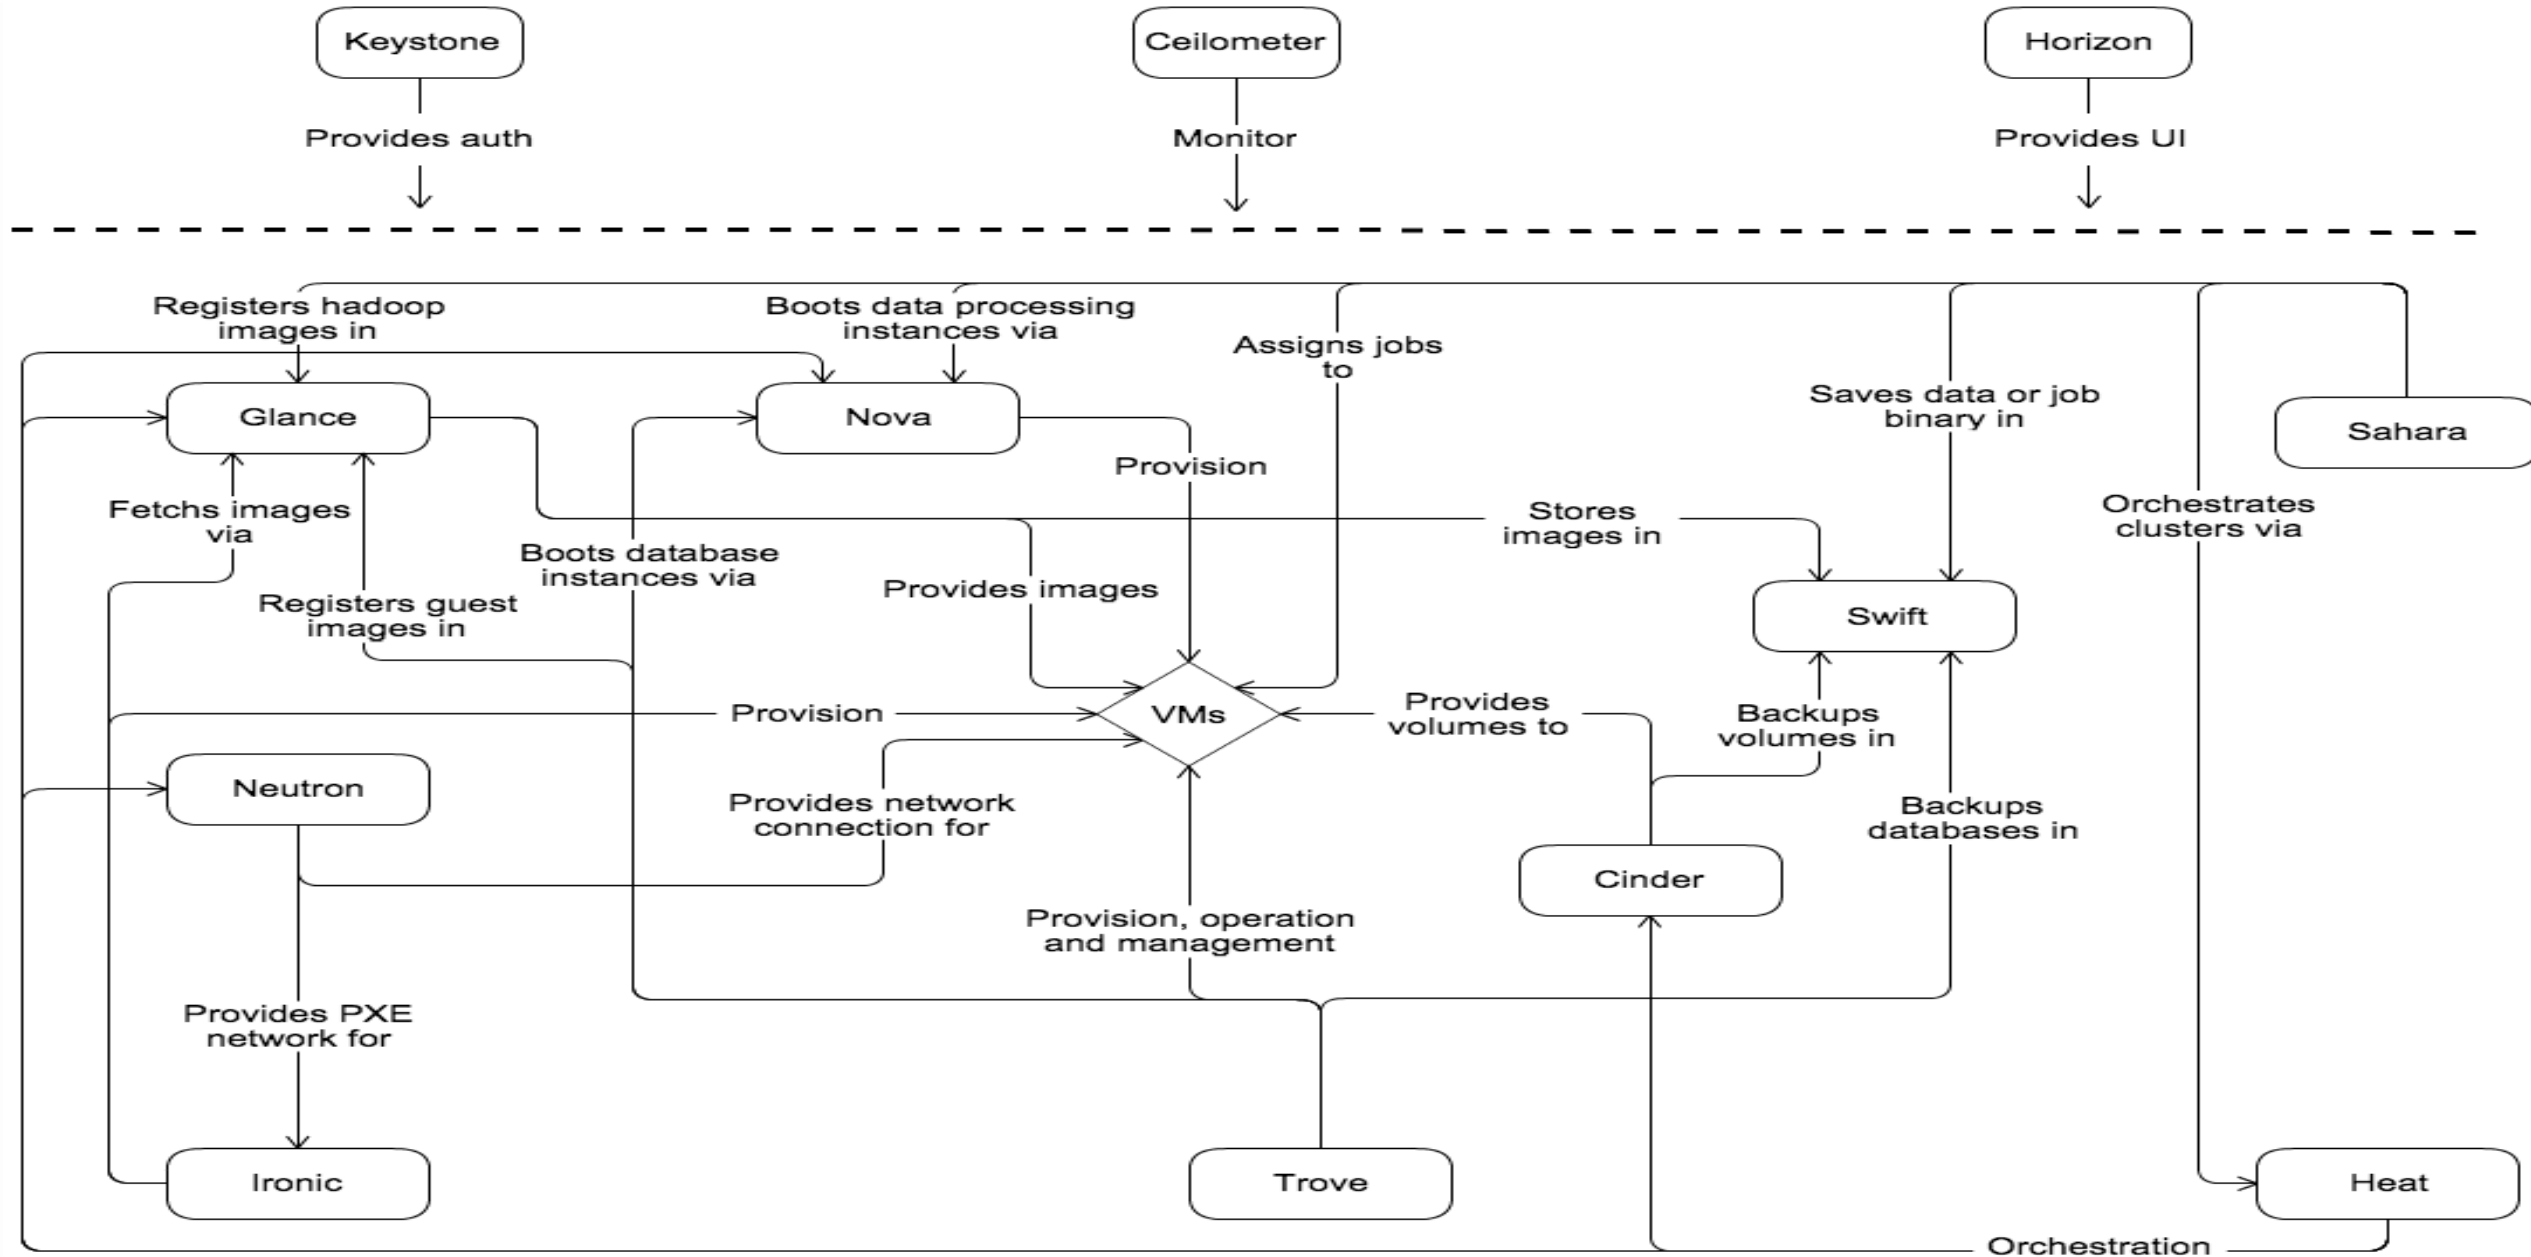 Keystone
Ceilometer
Horizon
Provides auth
Monitor
Provides UI
Registers hadoop
images in
Boots data processing
instances via
Assigns jobs
to
Saves data or job
binary in
Glance
Nova
Sahara
Provision
Fetchs images
via
Stores
images in
Orchestrates
clusters via
Boots database
instances via
Provides images
Registers guest
images in
Swift
Provision
VMs
Provides
volumes to
Backups
volumes in
Neutron
Provides network
connection for
Backups
databases in
Cinder
Provision, operation
and management
Provides PXE
network for
Ironic
Trove
Heat
Orchestration